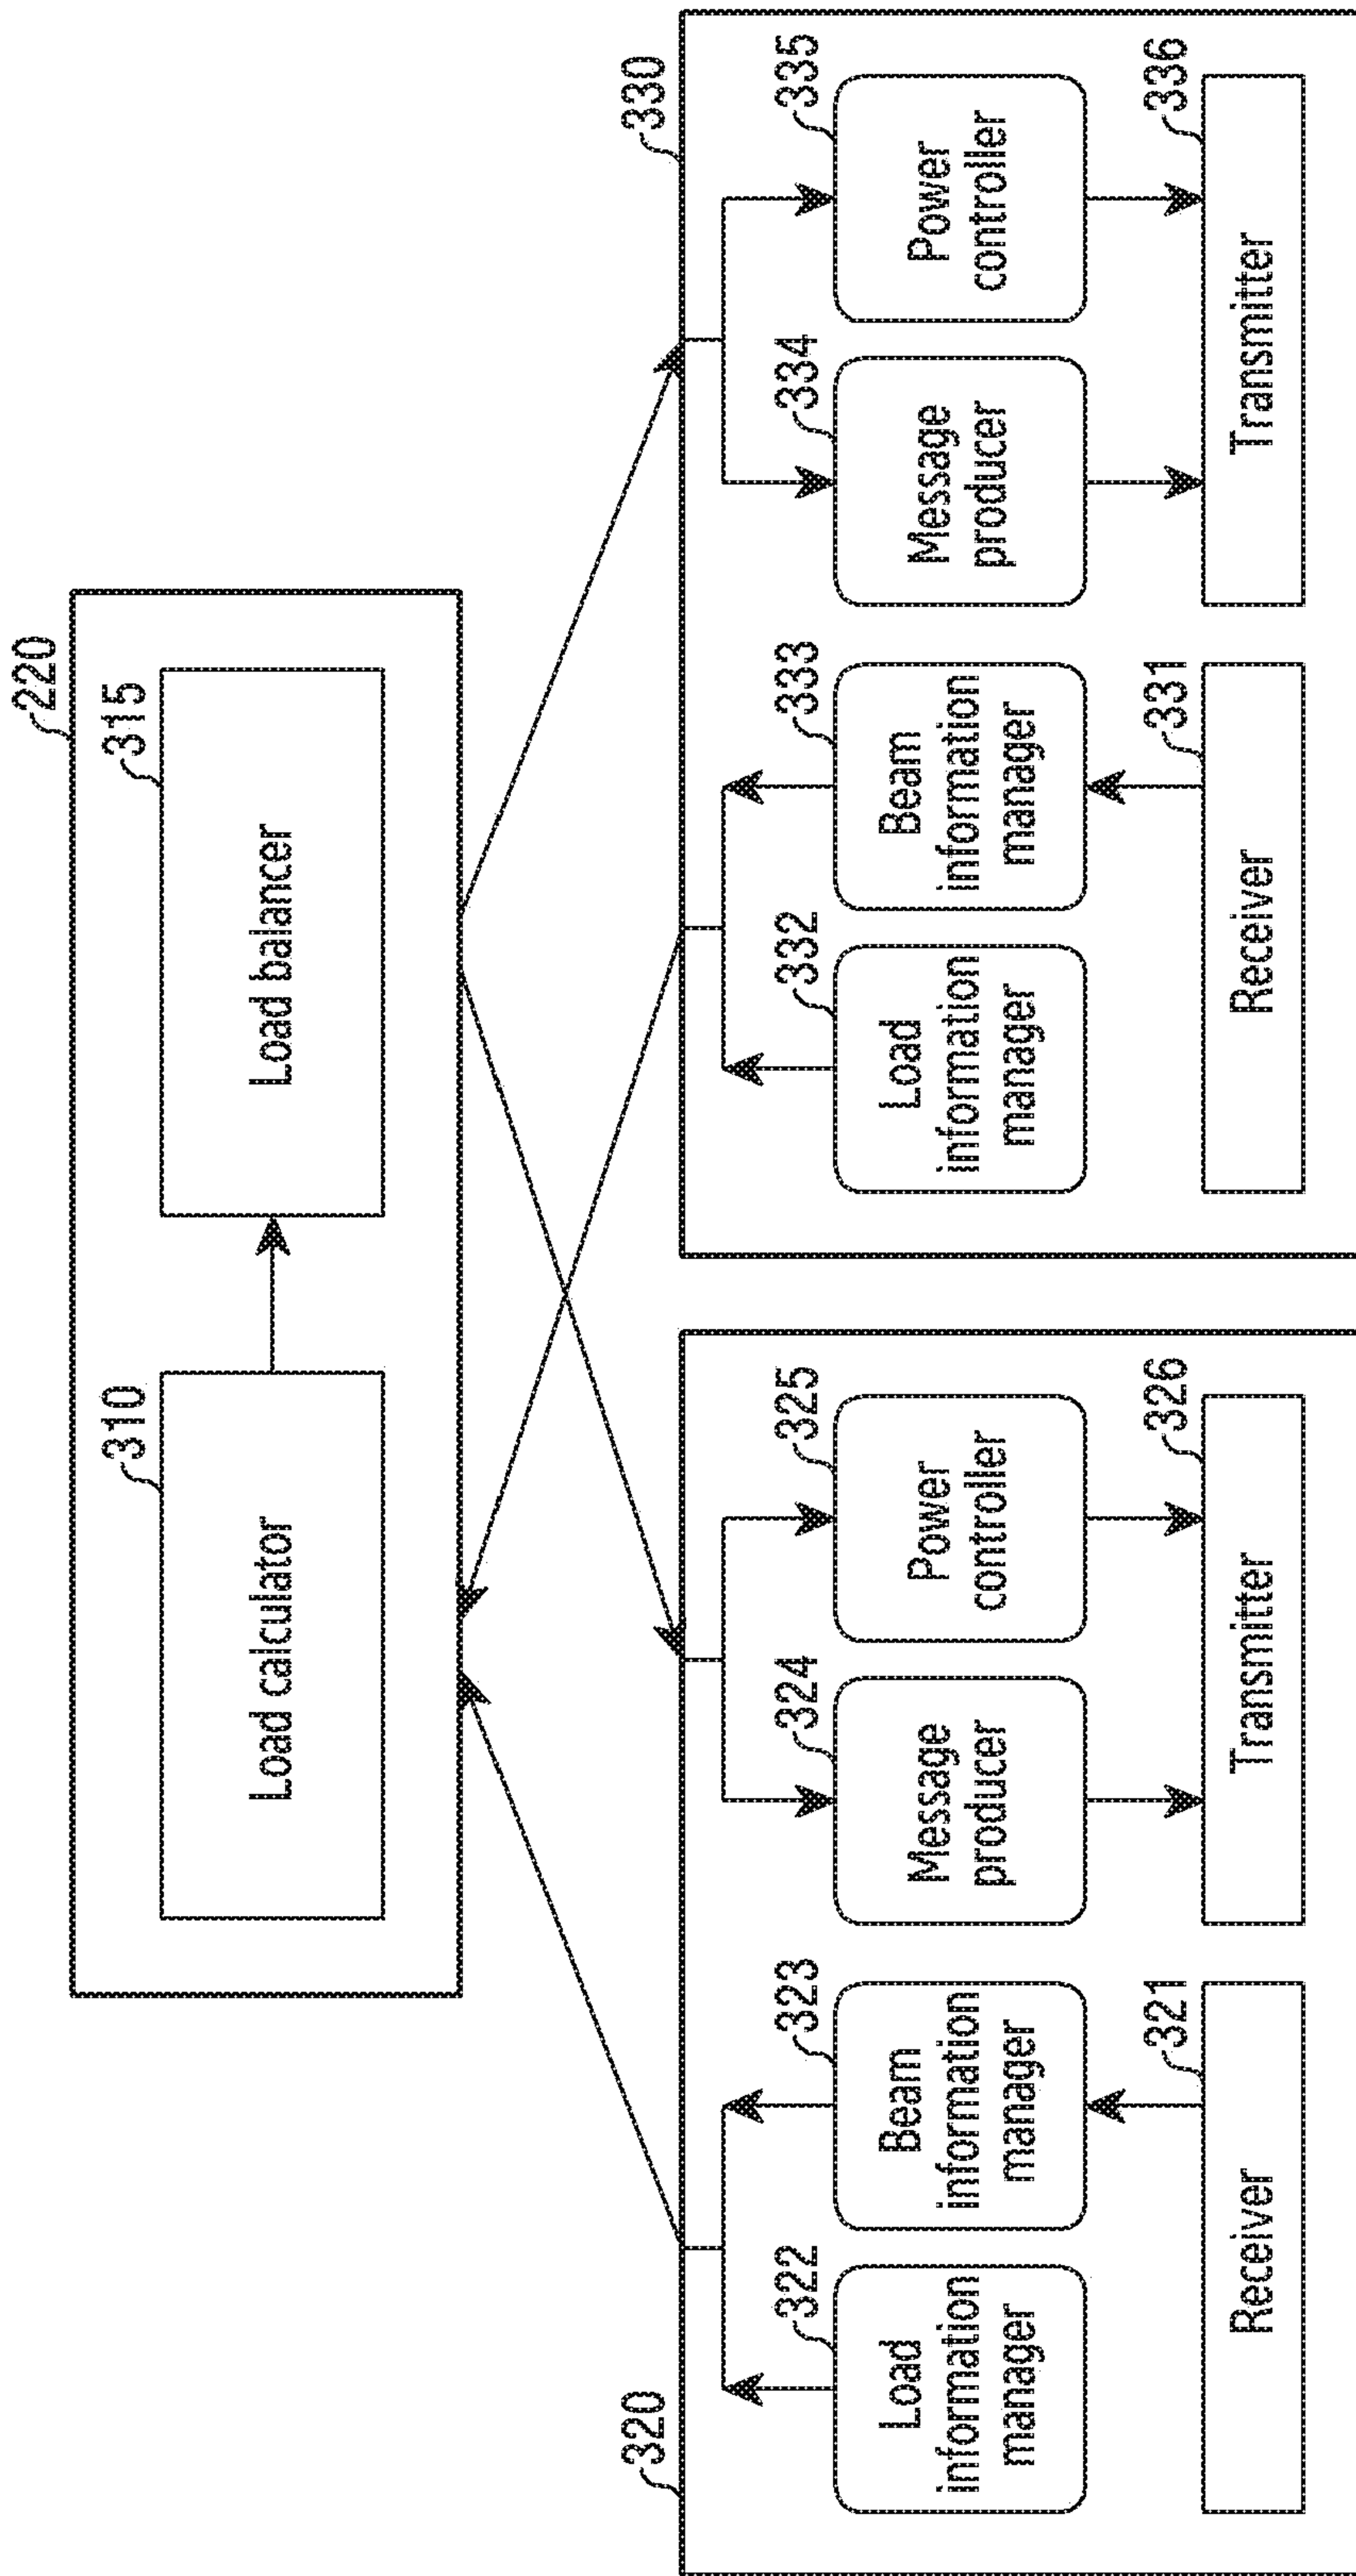 220
310
315
Load calculator
Load balancer
320
330
322
323
324
325
332
333
334
335
Load
information
manager
Beam
information
manager
Message
producer
Power
controller
Load
information
manager
Beam
information
manager
Message
producer
Power
controller
321
326
331
336
Receiver
Transmitter
Receiver
Transmitter